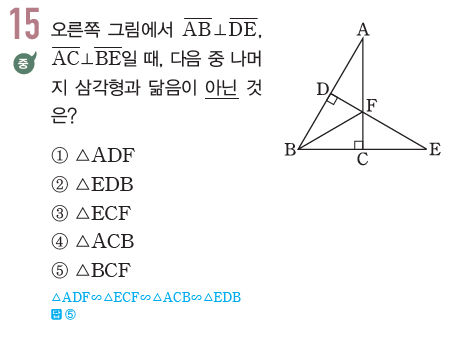 15
중
오른쪽 그림에서 AB⊥DE,
AC⊥BE일 때, 다음 중 나머
지 삼각형과 닮음이 아닌 것
은?
① △ADF
② △EDB
③ △ECF
④ △ACB
⑤ △BCF
△ADF∽△ECF∽△ACB∽△EDB
답 ⑤
A
D
F
B
C
E